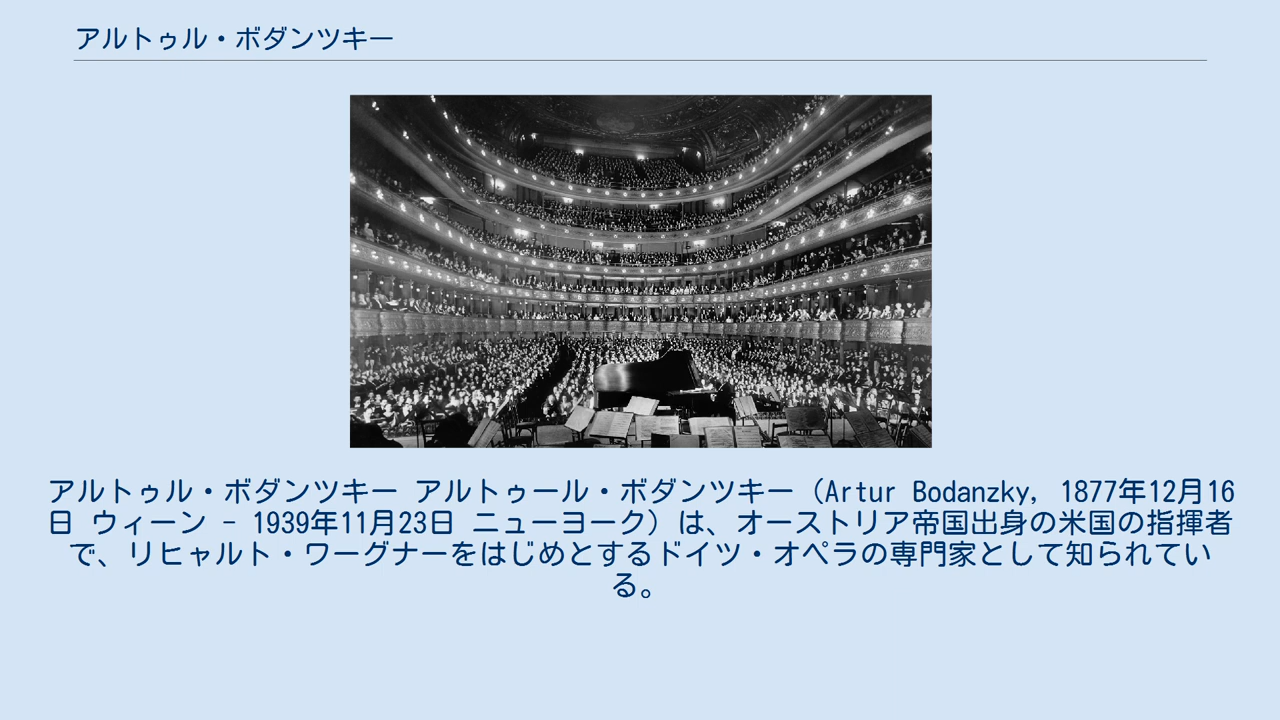 アルトゥル・ボダンツキー
アルトゥル・ボダンツキー アルトゥール・ボダンツキー（Artur Bodanzky, 1877年12月16
日 ウィーン - 1939年11月23日 ニューヨーク）は、オーストリア帝国出身の米国の指揮者
で、リヒャルト・ワーグナーをはじめとするドイツ・オペラの専門家として知られてい
る。